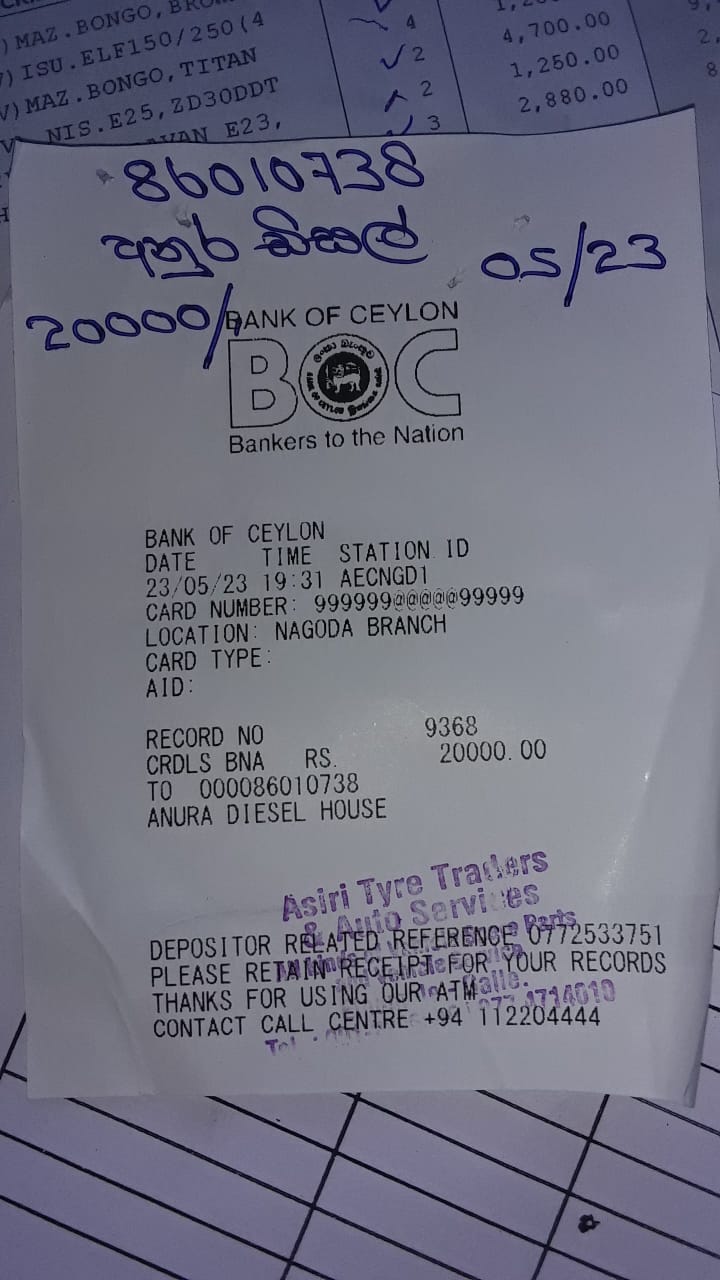 MAZ.BONGO,
ISU.ELF150/250(4
4
4,700.00
MAZ.BONGO,TITAN
2
1,250.00
NIS.E25,ZD30DDT
2
2,880.00
E23,
3
86010738
අනුර ඩීසල්
05/23
20000/
BANK OF CEYLON
BOC
Bankers to the Nation
BANK OF CEYLON
DATE TIME STATION ID
23/05/23 19:31 AECNGD1
CARD NUMBER: 999999@@@@@99999
LOCATION: NAGODA BRANCH
CARD TYPE:
AID:
RECORD NO 9368
CRDLS BNA RS. 20000.00
TO 000086010738
ANURA DIESEL HOUSE
Asiri Tyre Traders
& Auto Services
DEPOSITOR RELATED REFERENCE 0772533751
PLEASE RETAIN RECEIPT FOR YOUR RECORDS
THANKS FOR USING OUR ATM
CONTACT CALL CENTRE +94 112204444